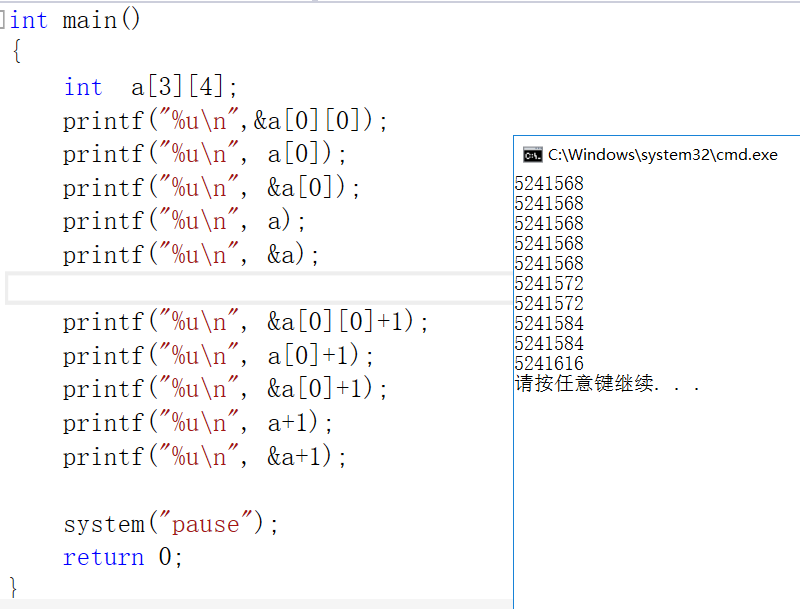 int main()
{
int  a[3][4];
printf("%u\n",&a[0][0]);
printf("%u\n", a[0]);
printf("%u\n", &a[0]);
printf("%u\n", a);
printf("%u\n", &a);
printf("%u\n", &a[0][0]+1);
printf("%u\n", a[0]+1);
printf("%u\n", &a[0]+1);
printf("%u\n", a+1);
printf("%u\n", &a+1);
system("pause");
return 0;
}
C:\Windows\system32\cmd.exe
5241568
5241568
5241568
5241568
5241568
5241572
5241572
5241584
5241584
5241616
请按任意键继续. . .